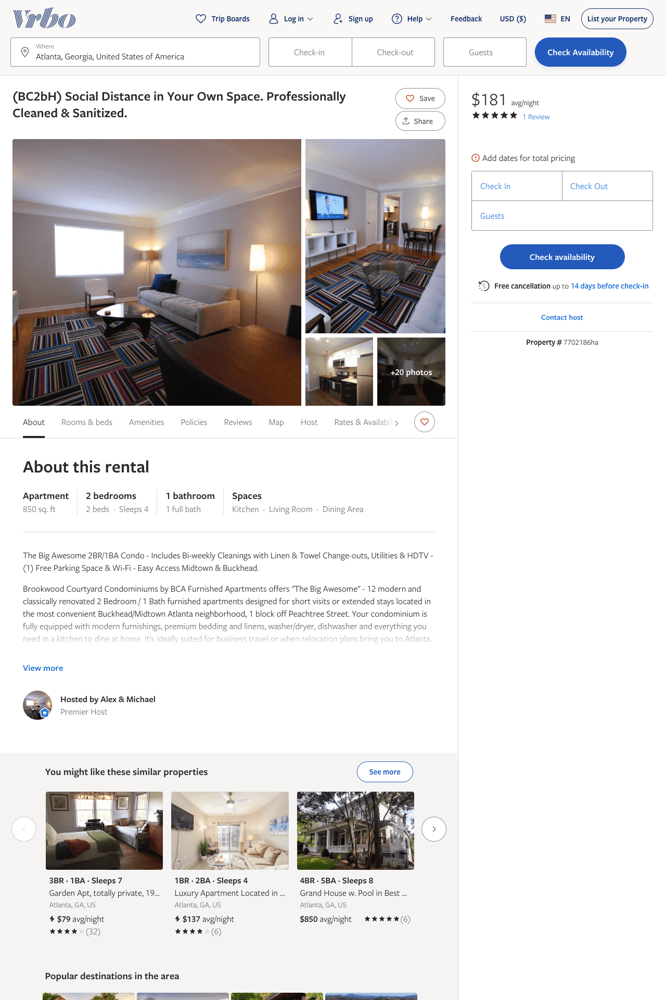 Vrbo
Trip Boards
Log in
Sign up
Help
Feedback
USD ($)
EN
List your Property
Where
Atlanta, Georgia, United States of America
Check-in
Check-out
Guests
Check Availability
(BC2bH) Social Distance in Your Own Space. Professionally
Cleaned & Sanitized.
Save
Share
+20 photos
$181 avg/night
1 Review
Add dates for total pricing
Check In
Check Out
Guests
Check availability
Free cancellation up to 14 days before check-in
Contact host
Property # 7702186ha
About
Rooms & beds
Amenities
Policies
Reviews
Map
Host
Rates & Availabili
About this rental
Apartment
850 sq. ft
2 bedrooms
2 beds · Sleeps 4
1 bathroom
1 full bath
Spaces
Kitchen · Living Room · Dining Area
The Big Awesome 2BR/1BA Condo - Includes Bi-weekly Cleanings with Linen & Towel Change-outs, Utilities & HDTV -
(1) Free Parking Space & Wi-Fi - Easy Access Midtown & Buckhead.
Brookwood Courtyard Condominiums by BCA Furnished Apartments offers "The Big Awesome" - 12 modern and
classically renovated 2 Bedroom / 1 Bath furnished apartments designed for short visits or extended stays located in
the most convenient Buckhead/Midtown Atlanta neighborhood, 1 block off Peachtree Street. Your condominium is
fully equipped with modern furnishings, premium bedding and linens, washer/dryer, dishwasher and everything you
need in a kitchen to dine at home. It's ideally suited for business travel or when relocation plans bring you to Atlanta.
View more
Hosted by Alex & Michael
Premier Host
You might like these similar properties
See more
3BR · 1BA · Sleeps 7
Garden Apt, totally private, 19...
Atlanta, GA, US
$79 avg/night
(32)
1BR · 2BA · Sleeps 4
Luxury Apartment Located in ...
Atlanta, GA, US
$137 avg/night
(6)
4BR · 5BA · Sleeps 8
Grand House w. Pool in Best ...
Atlanta, GA, US
$850 avg/night
(6)
Popular destinations in the area